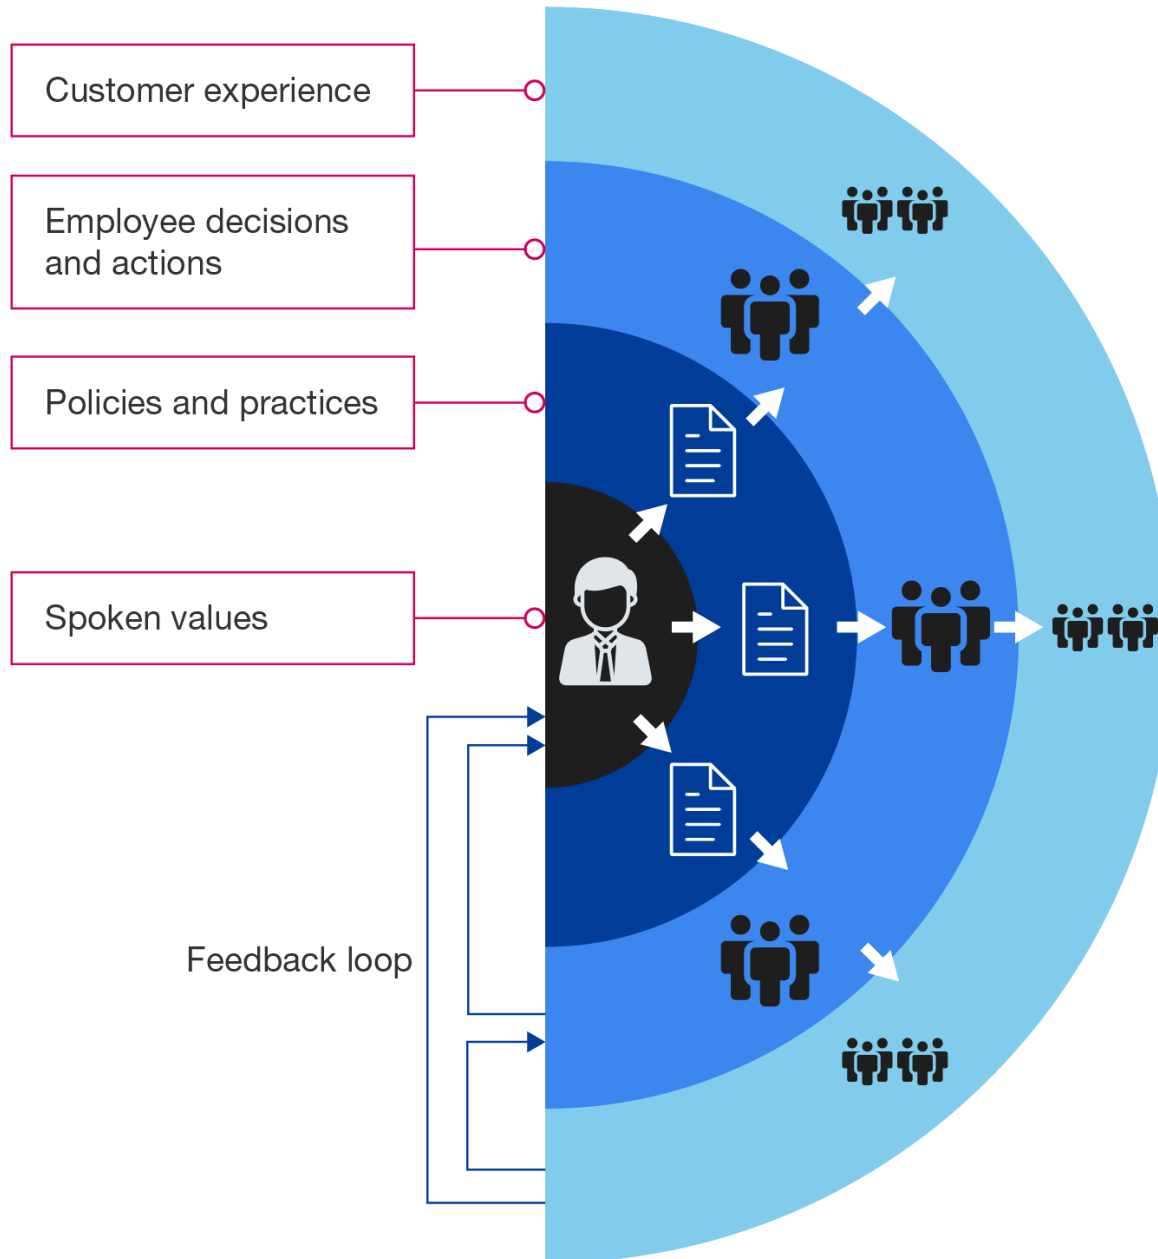 Customer experience
Employee decisions
and actions
Policies and practices
Spoken values
Feedback loop